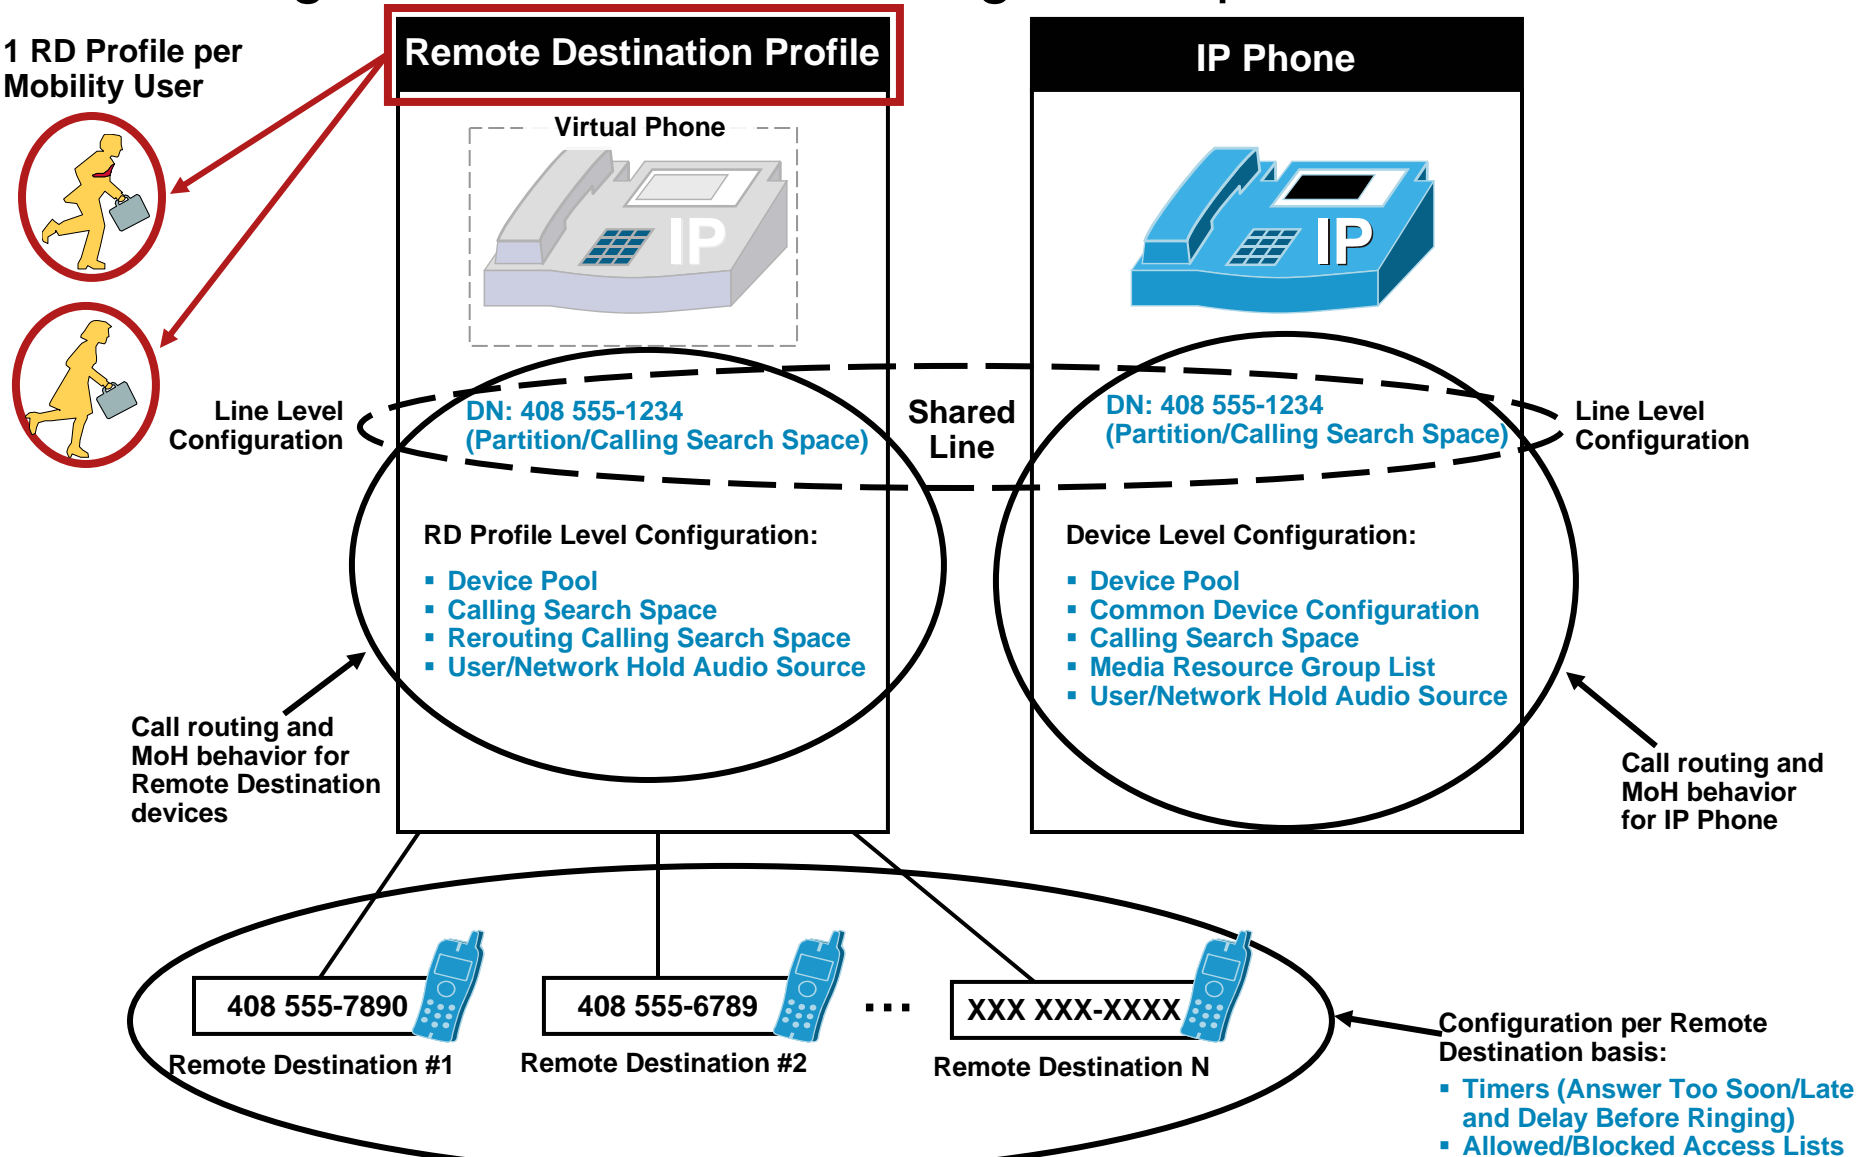 1 RD Profile per
Mobility User
Remote Destination Profile
IP Phone
Virtual Phone
IP
IP
Line Level
Configuration
DN: 408 555-1234
(Partition/Calling Search Space)
Shared
Line
DN: 408 555-1234
(Partition/Calling Search Space)
Line Level
Configuration
RD Profile Level Configuration:
▪ Device Pool
▪ Calling Search Space
▪ Rerouting Calling Search Space
▪ User/Network Hold Audio Source
Device Level Configuration:
▪ Device Pool
▪ Common Device Configuration
▪ Calling Search Space
▪ Media Resource Group List
▪ User/Network Hold Audio Source
Call routing and
MoH behavior for
Remote Destination
devices
Call routing and
MoH behavior
for IP Phone
408 555-7890
408 555-6789
...
XXX XXX-XXXX
Remote Destination #1
Remote Destination #2
Remote Destination N
Configuration per Remote
Destination basis:
▪ Timers (Answer Too Soon/Late
and Delay Before Ringing)
▪ Allowed/Blocked Access Lists